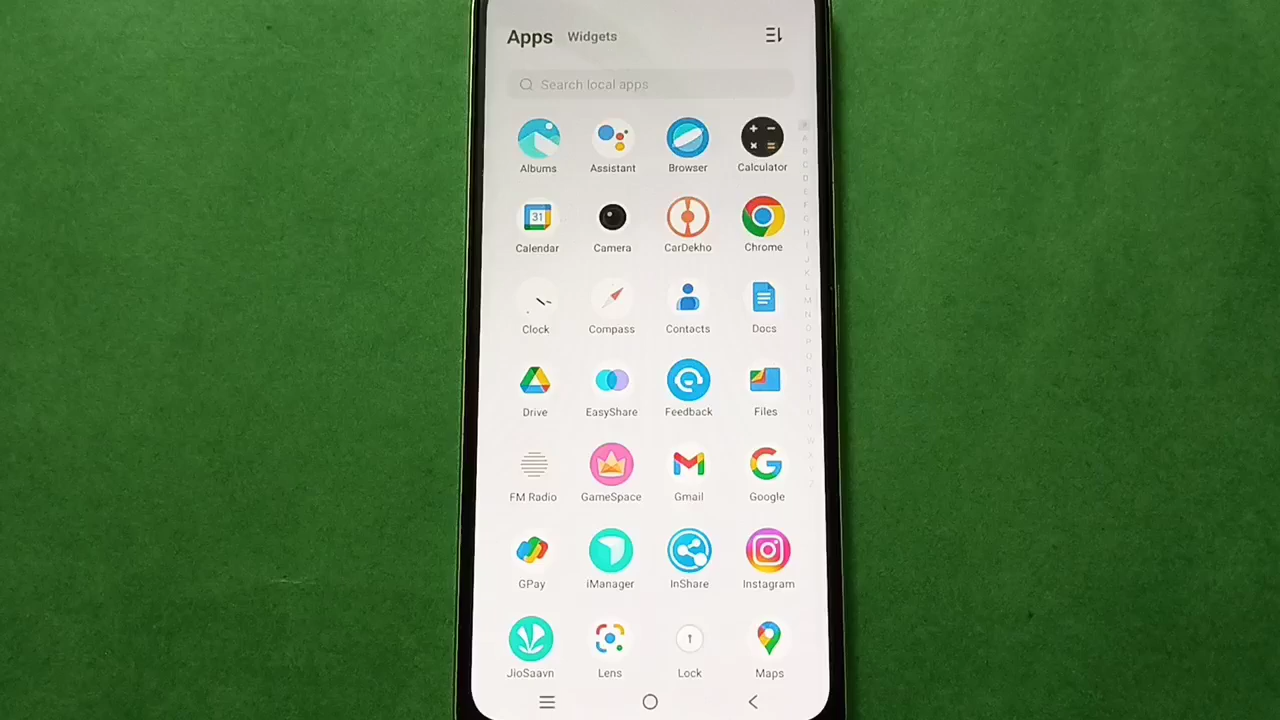 Apps Widgets
Search local apps
Albums Assistant Browser Calculator
31
Calendar Camera CarDekho Chrome
Clock Compass Contacts Docs
Drive EasyShare Feedback Files
FM Radio GameSpace Gmail Google
GPay iManager InShare Instagram
JioSaavn Lens Lock Maps